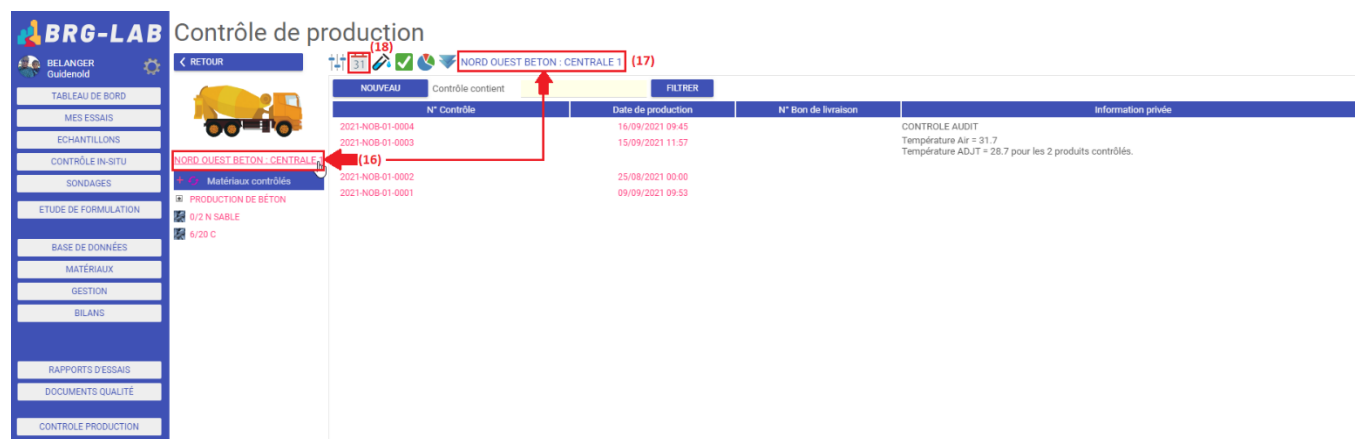 BRG-LAB
Contrôle de production
BELANGER
Guidenold
TABLEAU DE BORD
MES ESSAIS
ECHANTILLONS
CONTRÔLE IN-SITU
SONDAGES
ETUDE DE FORMULATION
BASE DE DONNÉES
MATÉRIAUX
GESTION
BILANS
RAPPORTS D'ESSAIS
DOCUMENTS QUALITÉ
CONTROLE PRODUCTION
RETOUR
NORD OUEST BETON : CENTRALE 1
(16)
+ Matériaux contrôlés
PRODUCTION DE BÉTON
0/2 N SABLE
6/20 C
(18)
31
NORD OUEST BETON : CENTRALE 1
(17)
NOUVEAU Contrôle contient FILTRER
N° Contrôle Date de production N° Bon de livraison Information privée
2021-NOB-01-0004 16/09/2021 09:45 CONTROLE AUDIT
2021-NOB-01-0003 15/09/2021 11:57 Température Air = 31.7
Température ADJT = 28.7 pour les 2 produits contrôlés.
2021-NOB-01-0002 25/08/2021 00:00
2021-NOB-01-0001 09/09/2021 09:53